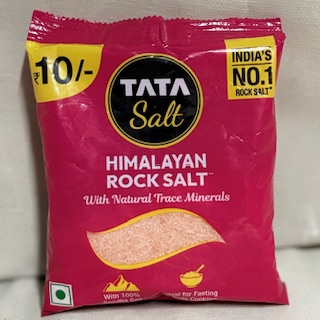 ₹10/-
TATA
Salt
INDIA'S
NO.1
ROCK SALT*
HIMALAYAN
ROCK SALT™
With Natural Trace Minerals
With 100%
for Fasting